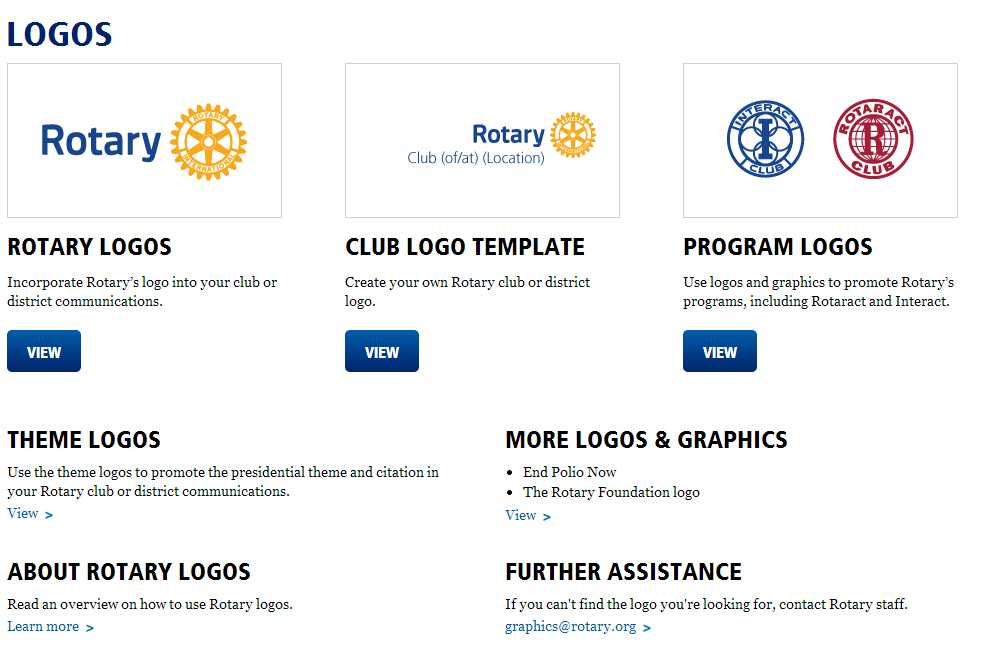 LOGOS
Rotary
ROTARY
INTERNATIONAL
Rotary
Club (of/at) (Location)
ROTARY
INTERNATIONAL
INTERACT
I
CLUB
ROTARACT
R
CLUB
ROTARY LOGOS
Incorporate Rotary’s logo into your club or
district communications.
VIEW
CLUB LOGO TEMPLATE
Create your own Rotary club or district
logo.
VIEW
PROGRAM LOGOS
Use logos and graphics to promote Rotary’s
programs, including Rotaract and Interact.
VIEW
THEME LOGOS
Use the theme logos to promote the presidential theme and citation in
your Rotary club or district communications.
View >
MORE LOGOS & GRAPHICS
• End Polio Now
• The Rotary Foundation logo
View >
ABOUT ROTARY LOGOS
Read an overview on how to use Rotary logos.
Learn more >
FURTHER ASSISTANCE
If you can't find the logo you're looking for, contact Rotary staff.
graphics@rotary.org >